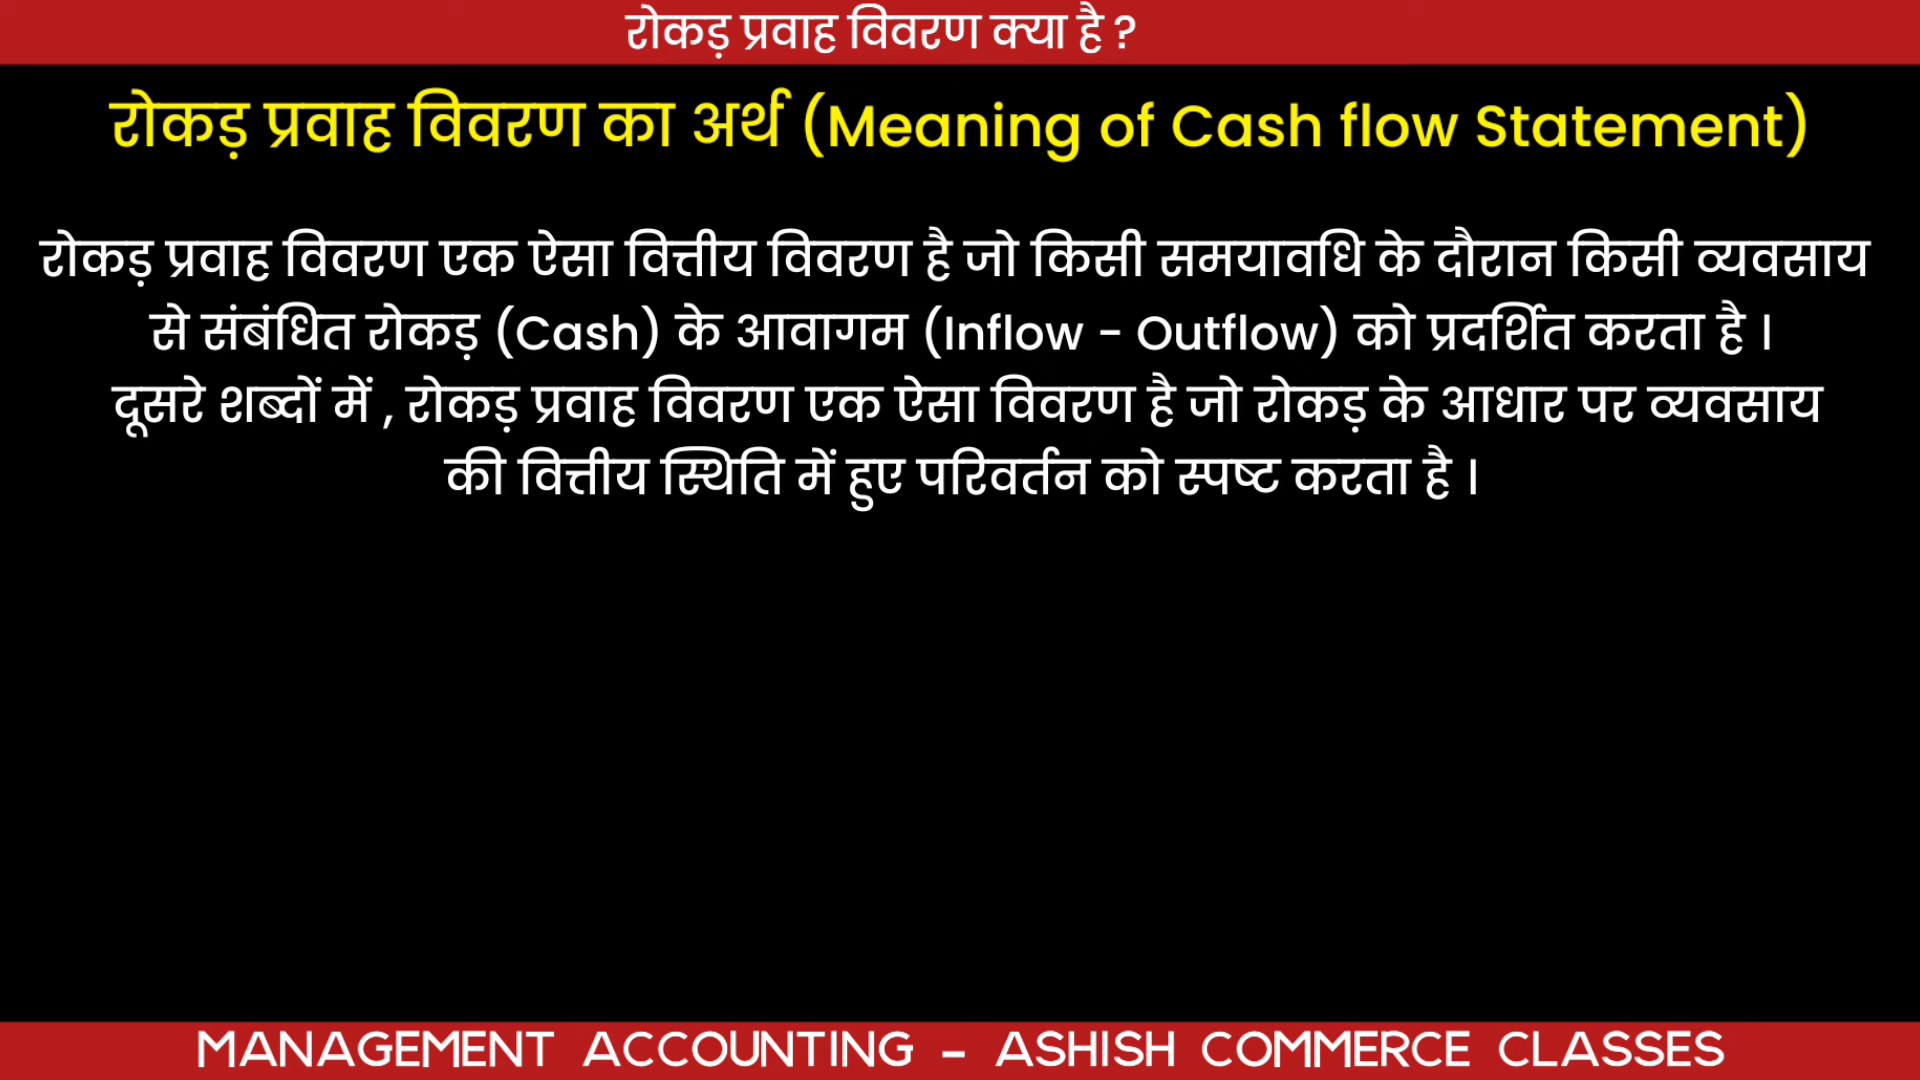 रोकड़ प्रवाह विवरण क्या है ?
रोकड़ प्रवाह विवरण का अर्थ (Meaning of Cash flow Statement)
रोकड़ प्रवाह विवरण एक ऐसा वित्तीय विवरण है जो किसी समयावधि के दौरान किसी व्यवसाय
से संबंधित रोकड़ (Cash) के आवागम (Inflow - Outflow) को प्रदर्शित करता है ।
दूसरे शब्दों में , रोकड़ प्रवाह विवरण एक ऐसा विवरण है जो रोकड़ के आधार पर व्यवसाय
की वित्तीय स्थिति में हुए परिवर्तन को स्पष्ट करता है ।
MANAGEMENT ACCOUNTING - ASHISH COMMERCE CLASSES